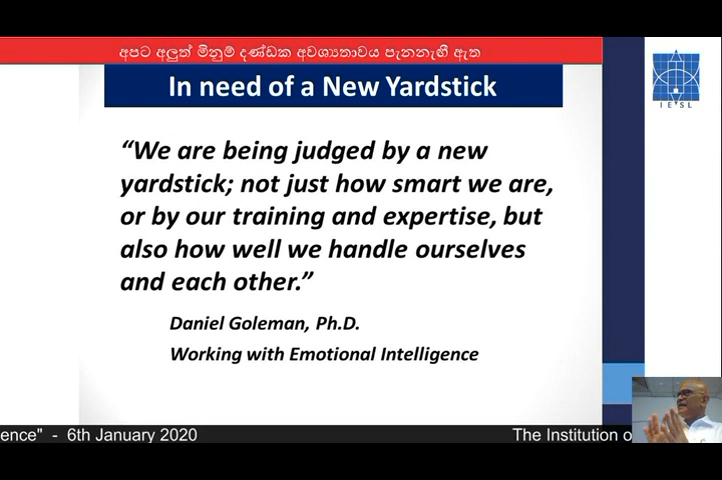 අපට අලුත් මිනුම් දණ්ඩක අවශ්‍යතාවය පැනනැඟී ඇත
In need of a New Yardstick
IESL
“We are being judged by a new
yardstick; not just how smart we are,
or by our training and expertise, but
also how well we handle ourselves
and each other.”
Daniel Goleman, Ph.D.
Working with Emotional Intelligence
ence" - 6th January 2020
The Institution o